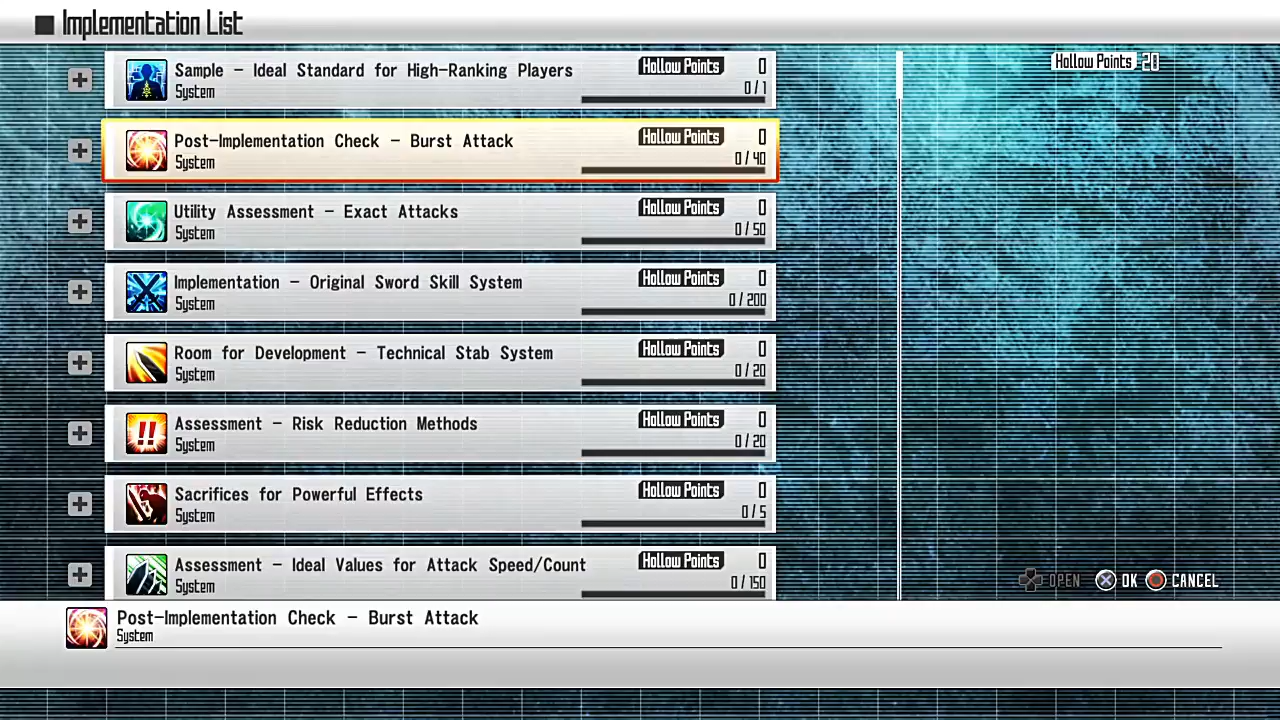 Implementation List
Hollow Points
Sample - Ideal Standard for High-Ranking Players
System
Hollow Points 0
0 / 1
Post-Implementation Check - Burst Attack
System
Hollow Points 0
0 / 40
Utility Assessment - Exact Attacks
System
Hollow Points 0
0 / 50
Implementation - Original Sword Skill System
System
Hollow Points 0
0 / 200
Room for Development - Technical Stab System
System
Hollow Points 0
0 / 20
Assessment - Risk Reduction Methods
System
Hollow Points 0
0 / 20
Sacrifices for Powerful Effects
System
Hollow Points 0
0 / 5
Assessment - Ideal Values for Attack Speed/Count
System
Hollow Points 0
0 / 150
OPEN OK CANCEL
Post-Implementation Check - Burst Attack
System